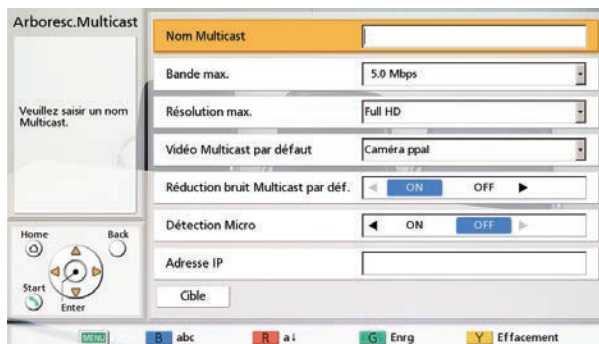 Arboresc.Multicast
Veuillez saisir un nom
Multicast.
Nom Multicast
Bande max.
5.0 Mbps
Résolution max.
Full HD
Vidéo Multicast par défaut
Caméra ppal
Réduction bruit Multicast par déf.
ON OFF
Détection Micro
ON OFF
Adresse IP
Cible
Home Back
Start
Enter
MENU B abc R a↓ G Enrg Y Effacement